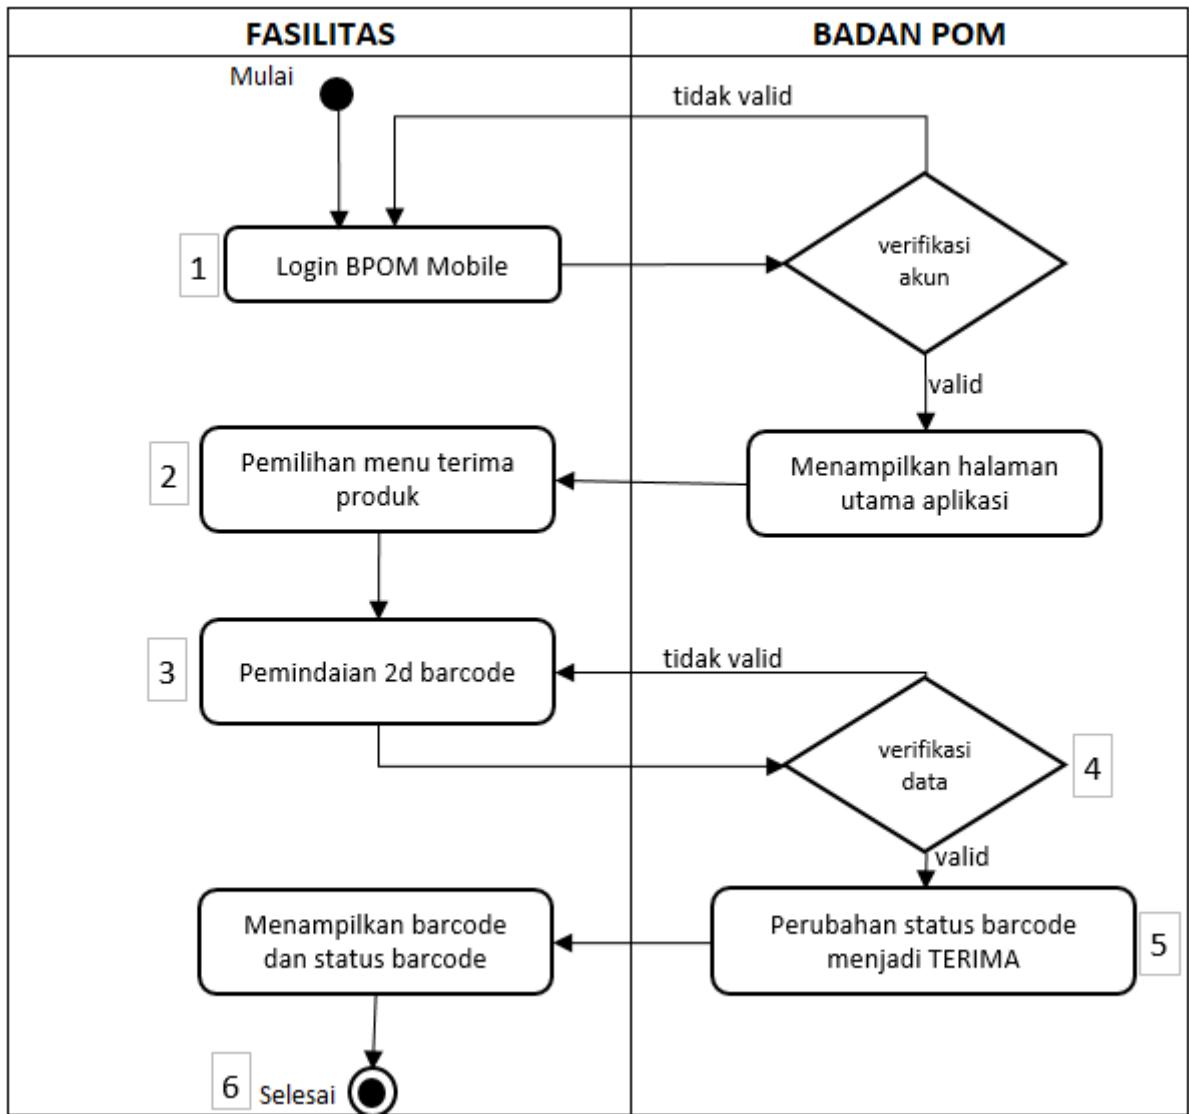 FASILITAS
BADAN POM
Mulai
tidak valid
1
Login BPOM Mobile
verifikasi
akun
valid
2
Pemilihan menu terima
produk
Menampilkan halaman
utama aplikasi
3
Pemindaian 2d barcode
tidak valid
verifikasi
data
4
valid
Menampilkan barcode
dan status barcode
Perubahan status barcode
menjadi TERIMA
5
6
Selesai